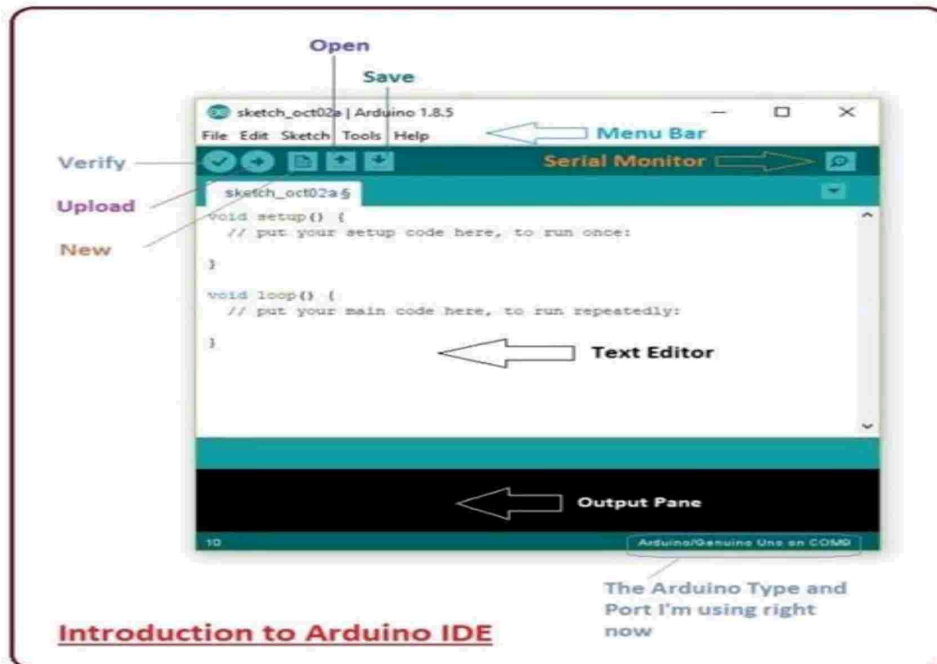 Open
Save
sketch_oct02a | Arduino 1.8.5
File Edit Sketch Tools Help
Menu Bar
Verify
Serial Monitor
sketch_oct02a §
Upload
void setup() {
// put your setup code here, to run once:
New
}
void loop() {
// put your main code here, to run repeatedly:
}
Text Editor
Output Pane
10
Arduino/Genuino Uno on COM9
The Arduino Type and
Port I'm using right
now
Introduction to Arduino IDE